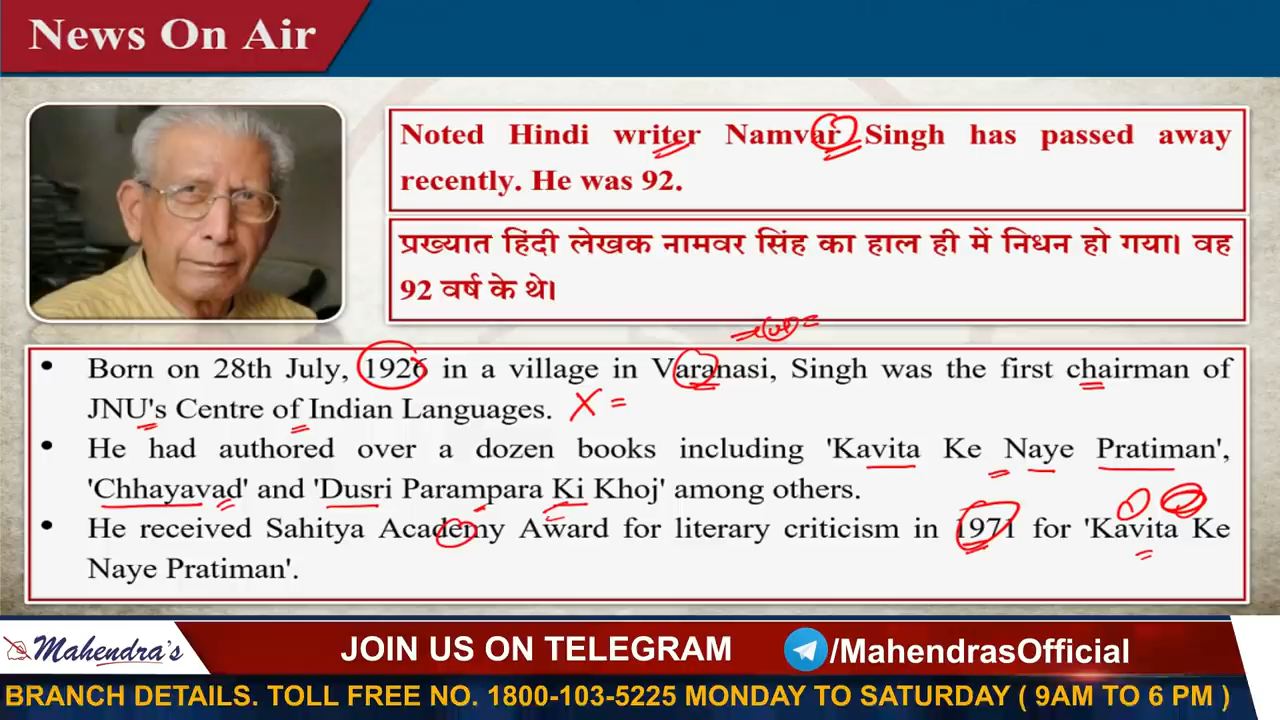 News On Air
Noted Hindi writer Namvar Singh has passed away
recently. He was 92.
प्रख्यात हिंदी लेखक नामवर सिंह का हाल ही में निधन हो गया। वह
92 वर्ष के थे।
• Born on 28th July, 1926 in a village in Varanasi, Singh was the first chairman of
JNU's Centre of Indian Languages.
• He had authored over a dozen books including 'Kavita Ke Naye Pratiman',
'Chhayavad' and 'Dusri Parampara Ki Khoj' among others.
• He received Sahitya Academy Award for literary criticism in 1971 for 'Kavita Ke
Naye Pratiman'.
Mahendra's
JOIN US ON TELEGRAM
/MahendrasOfficial
BRANCH DETAILS. TOLL FREE NO. 1800-103-5225 MONDAY TO SATURDAY ( 9AM TO 6 PM )